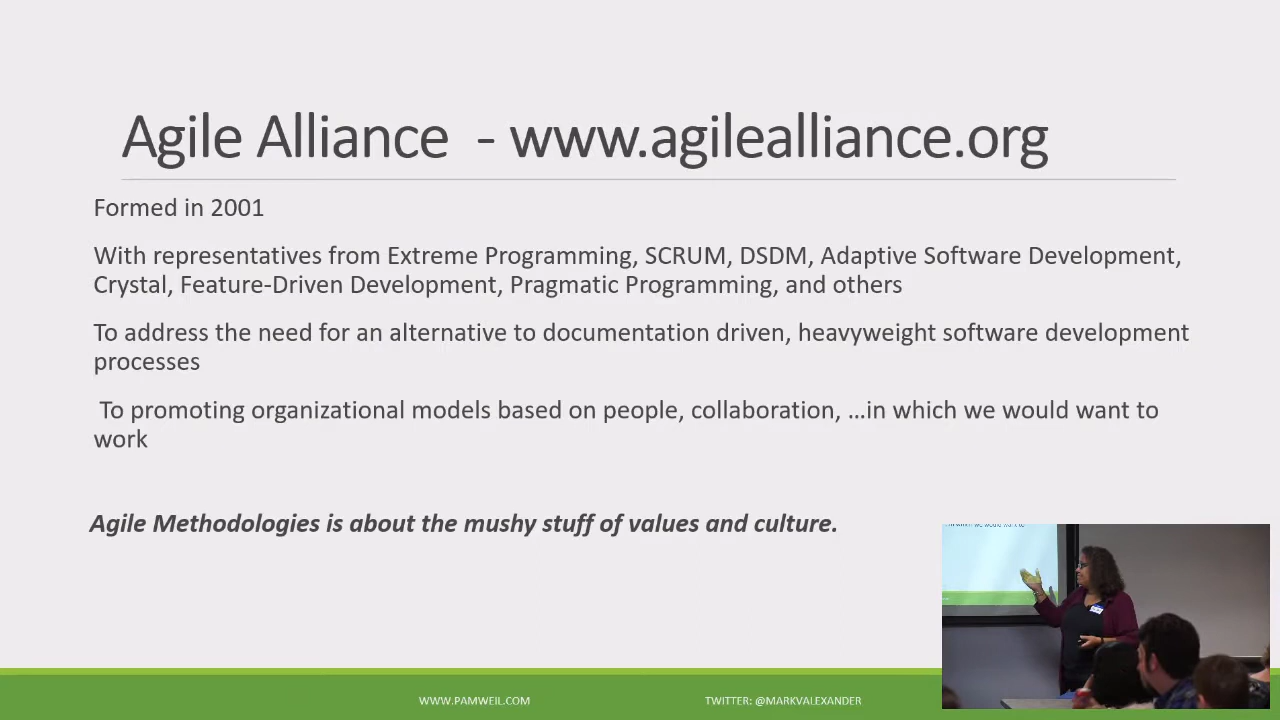 Agile Alliance - www.agilealliance.org
Formed in 2001
With representatives from Extreme Programming, SCRUM, DSDM, Adaptive Software Development,
Crystal, Feature-Driven Development, Pragmatic Programming, and others
To address the need for an alternative to documentation driven, heavyweight software development
processes
To promoting organizational models based on people, collaboration, …in which we would want to
work
Agile Methodologies is about the mushy stuff of values and culture.
WWW.PAMWEIL.COM
TWITTER: @MARKVALEXANDER